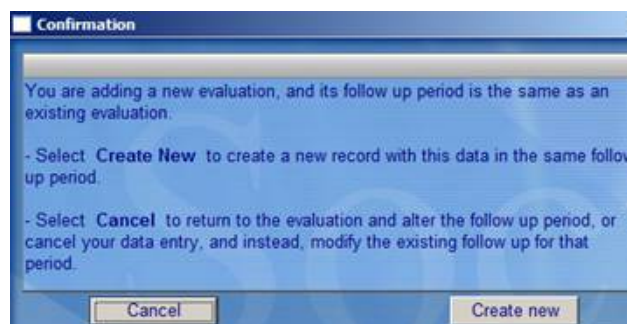 Confirmation
You are adding a new evaluation, and its follow up period is the same as an
existing evaluation.
- Select Create New to create a new record with this data in the same follow
up period.
- Select Cancel to return to the evaluation and alter the follow up period, or
cancel your data entry, and instead, modify the existing follow up for that
period.
Cancel Create new